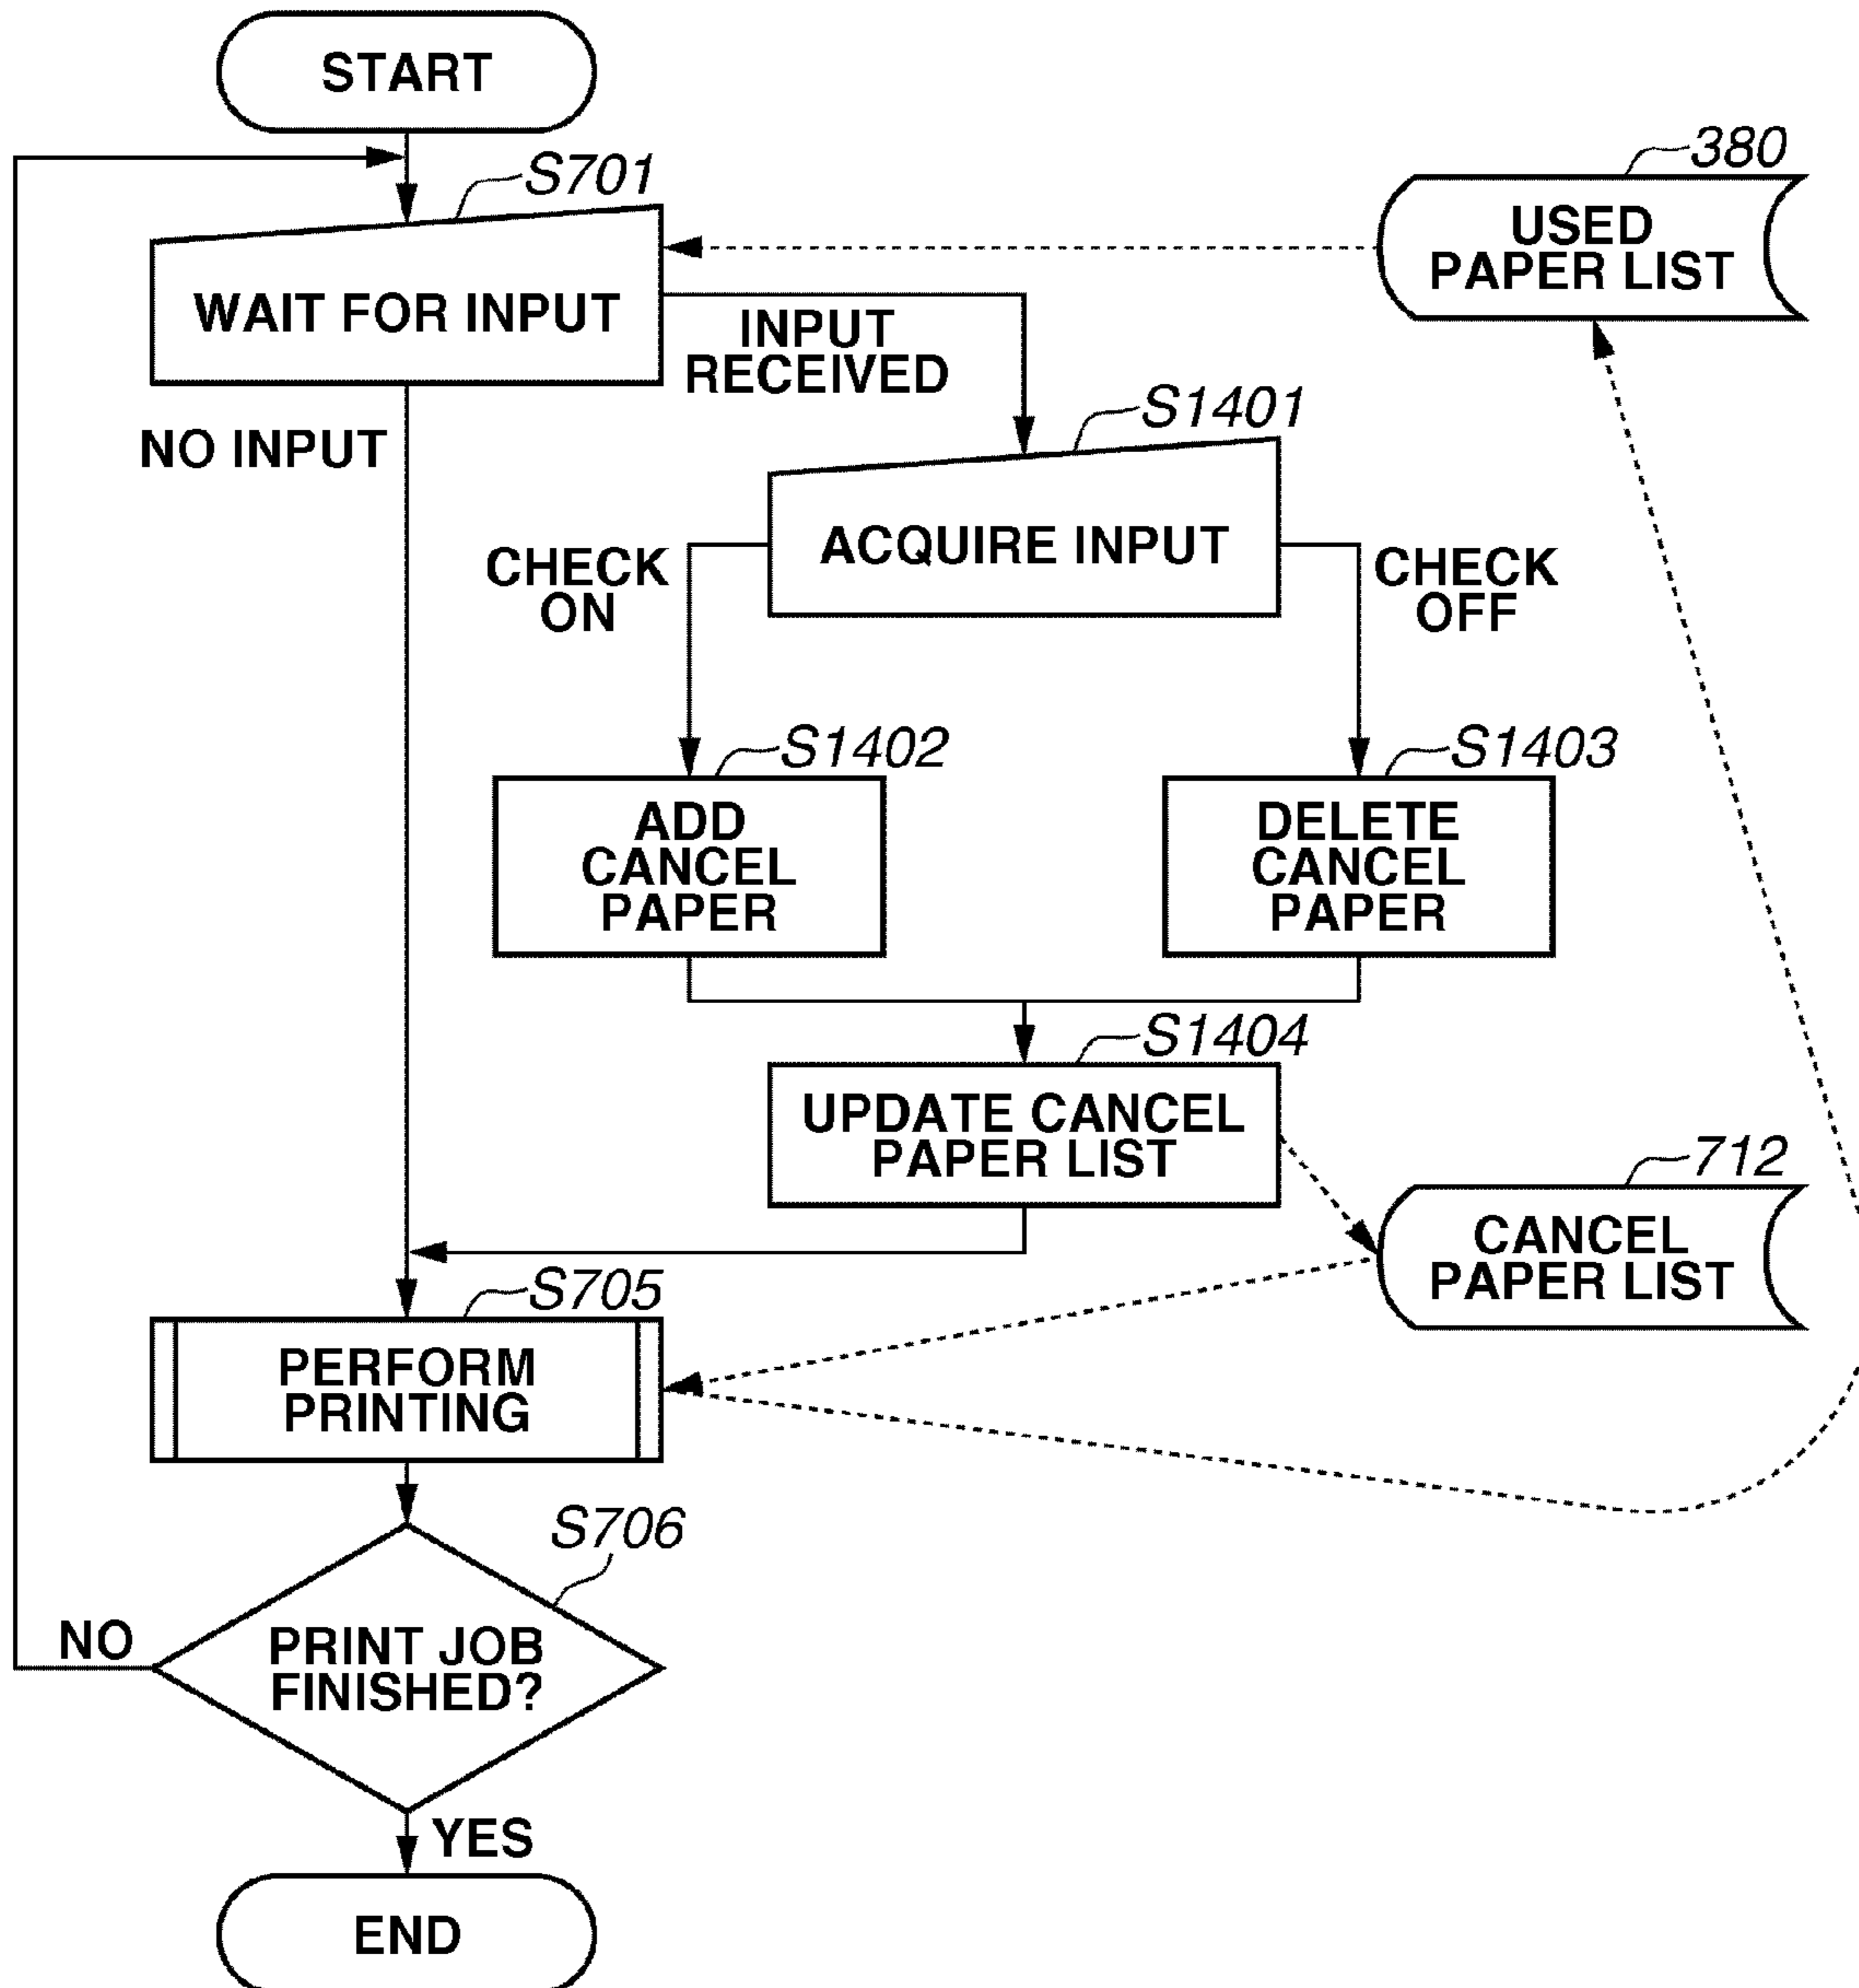 START
S701
380
USED
PAPER LIST
WAIT FOR INPUT
INPUT
RECEIVED
S1401
NO INPUT
ACQUIRE INPUT
CHECK
ON
CHECK
OFF
S1402
S1403
ADD
CANCEL
PAPER
DELETE
CANCEL
PAPER
S1404
UPDATE CANCEL
PAPER LIST
712
CANCEL
PAPER LIST
S705
PERFORM
PRINTING
S706
NO
PRINT JOB
FINISHED?
YES
END